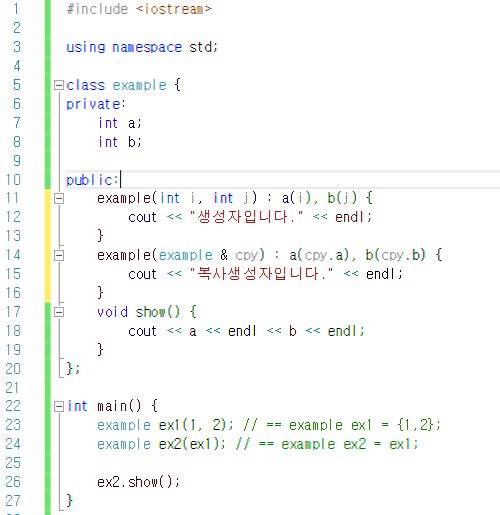 1 #include <iostream>
2
3 using namespace std;
4
5 class example {
6 private:
7 int a;
8 int b;
9
10 public:
11 example(int i, int j) : a(i), b(j) {
12 cout << "생성자입니다." << endl;
13 }
14 example(example & cpy) : a(cpy.a), b(cpy.b) {
15 cout << "복사생성자입니다." << endl;
16 }
17 void show() {
18 cout << a << endl << b << endl;
19 }
20 };
21
22 int main() {
23 example ex1(1, 2); // == example ex1 = {1,2};
24 example ex2(ex1); // == example ex2 = ex1;
25
26 ex2.show();
27 }